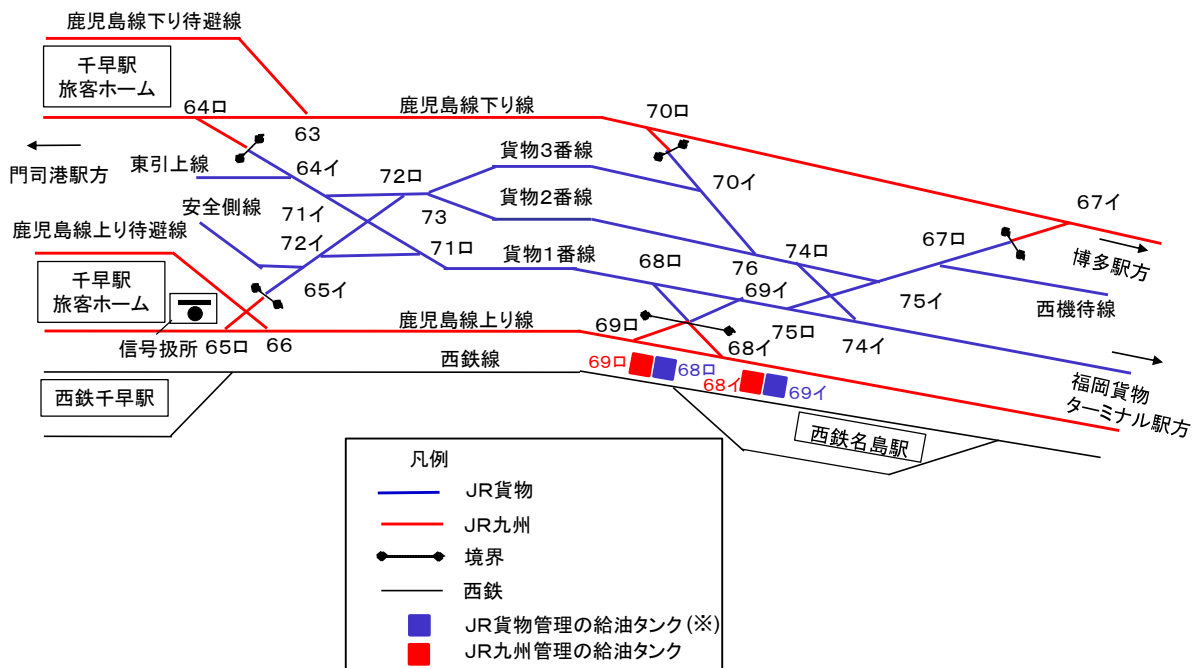 鹿児島線下り待避線
千早駅
旅客ホーム
64ロ
鹿児島線下り線
70ロ
63
門司港駅方
東引上線
64イ
72ロ
貨物3番線
70イ
67イ
安全側線
71イ
73
貨物2番線
67ロ
博多駅方
鹿児島線上り待避線
72イ
71ロ
貨物1番線
68ロ
76
74ロ
千早駅
旅客ホーム
65イ
69イ
75イ
西機待線
信号扱所
65ロ
66
鹿児島線上り線
69ロ
68イ
75ロ
74イ
西鉄線
69ロ
68ロ
68イ
69イ
福岡貨物
ターミナル駅方
西鉄千早駅
西鉄名島駅
凡例
JR貨物
JR九州
境界
西鉄
JR貨物管理の給油タンク(※)
JR九州管理の給油タンク